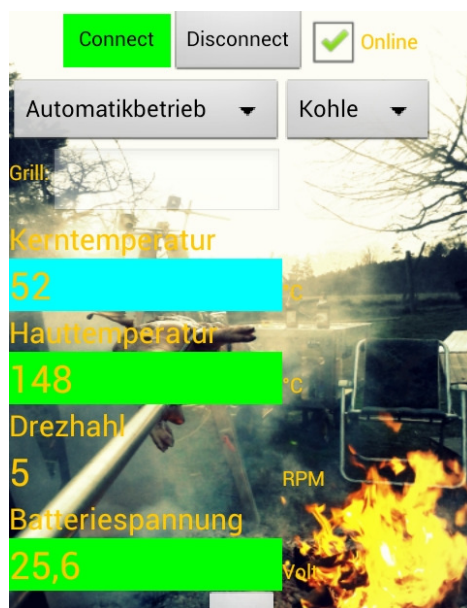 Connect Disconnect Online
Automatikbetrieb Kohle
Grill:
Kerntemperatur
52 °C
Hauttemperatur
148 °C
Drezhahl
5 RPM
Batteriespannung
25,6 Volt